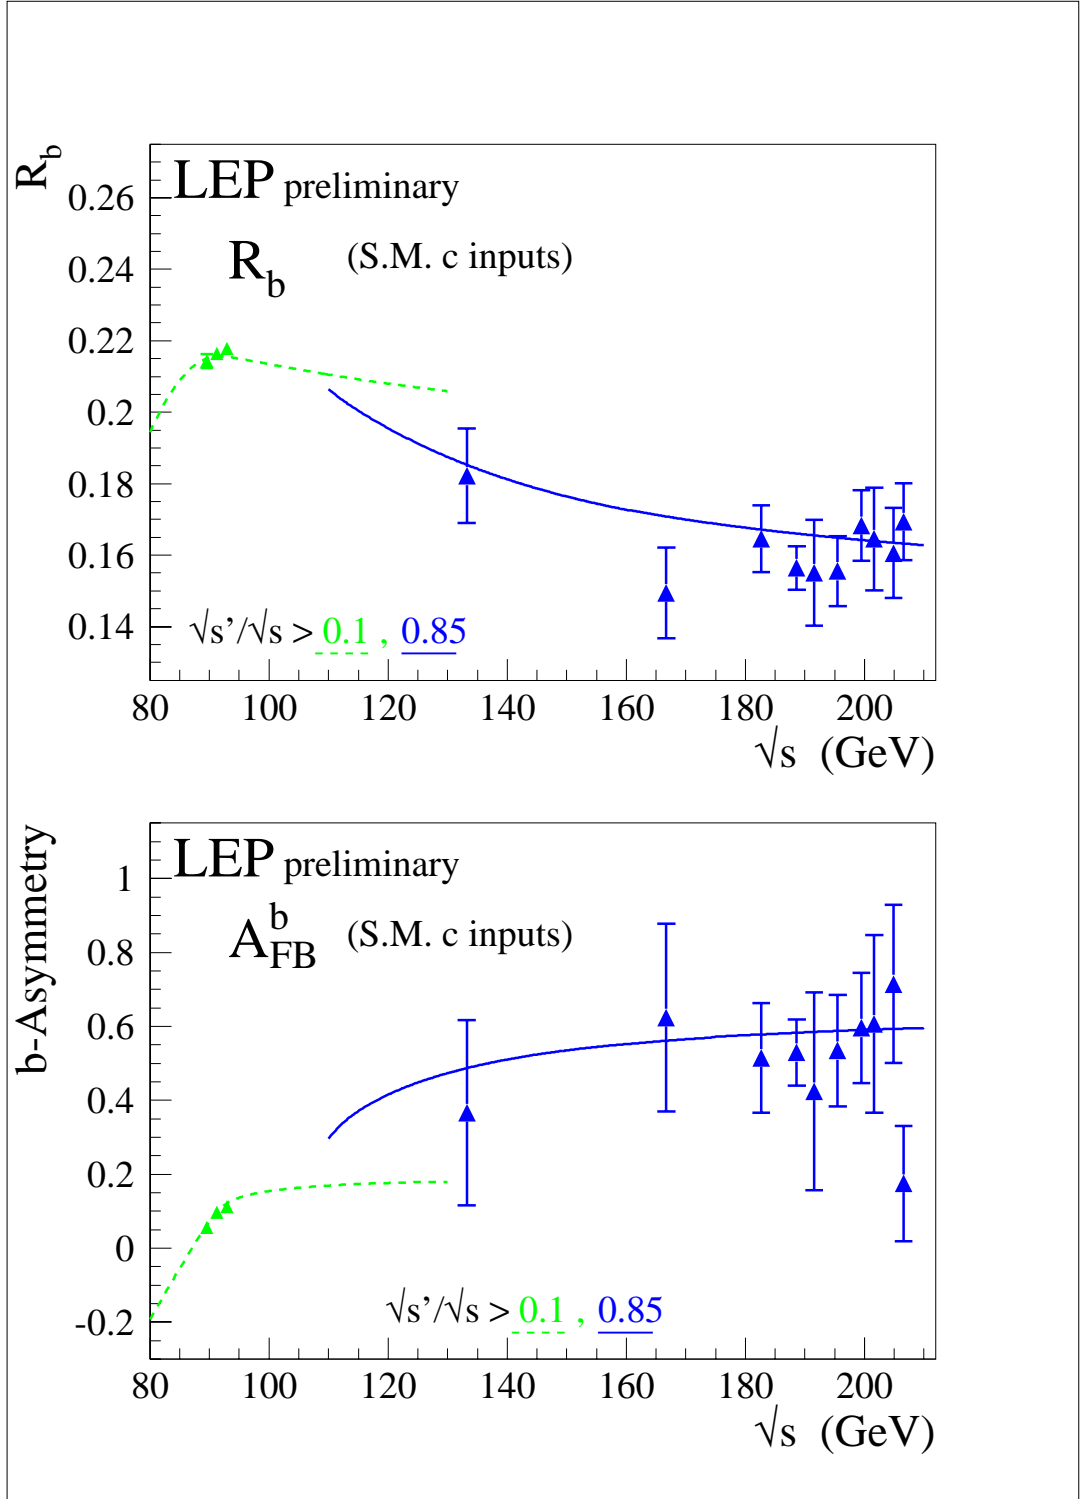 R_b
LEP preliminary
R_b (S.M. c inputs)
0.26
0.24
0.22
0.2
0.18
0.16
0.14
√s’/√s > 0.1 , 0.85
80 100 120 140 160 180 200
√s (GeV)
b-Asymmetry
LEP preliminary
A_FB^b (S.M. c inputs)
1
0.8
0.6
0.4
0.2
0
-0.2
√s’/√s > 0.1 , 0.85
80 100 120 140 160 180 200
√s (GeV)